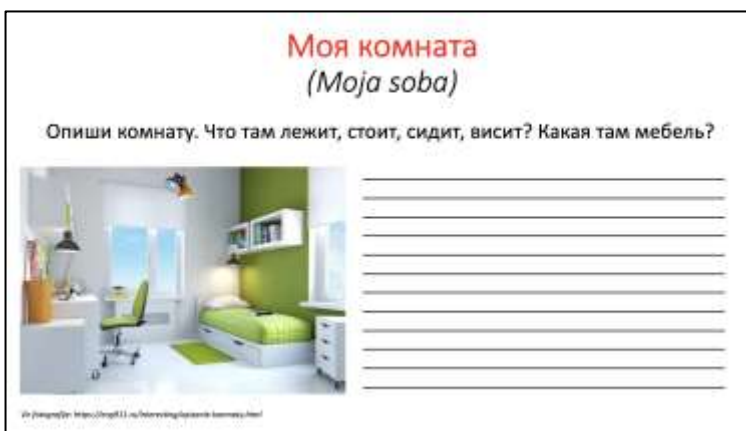 Моя комната
(Moja soba)
Опиши комнату. Что там лежит, стоит, сидит, висит? Какая там мебель?